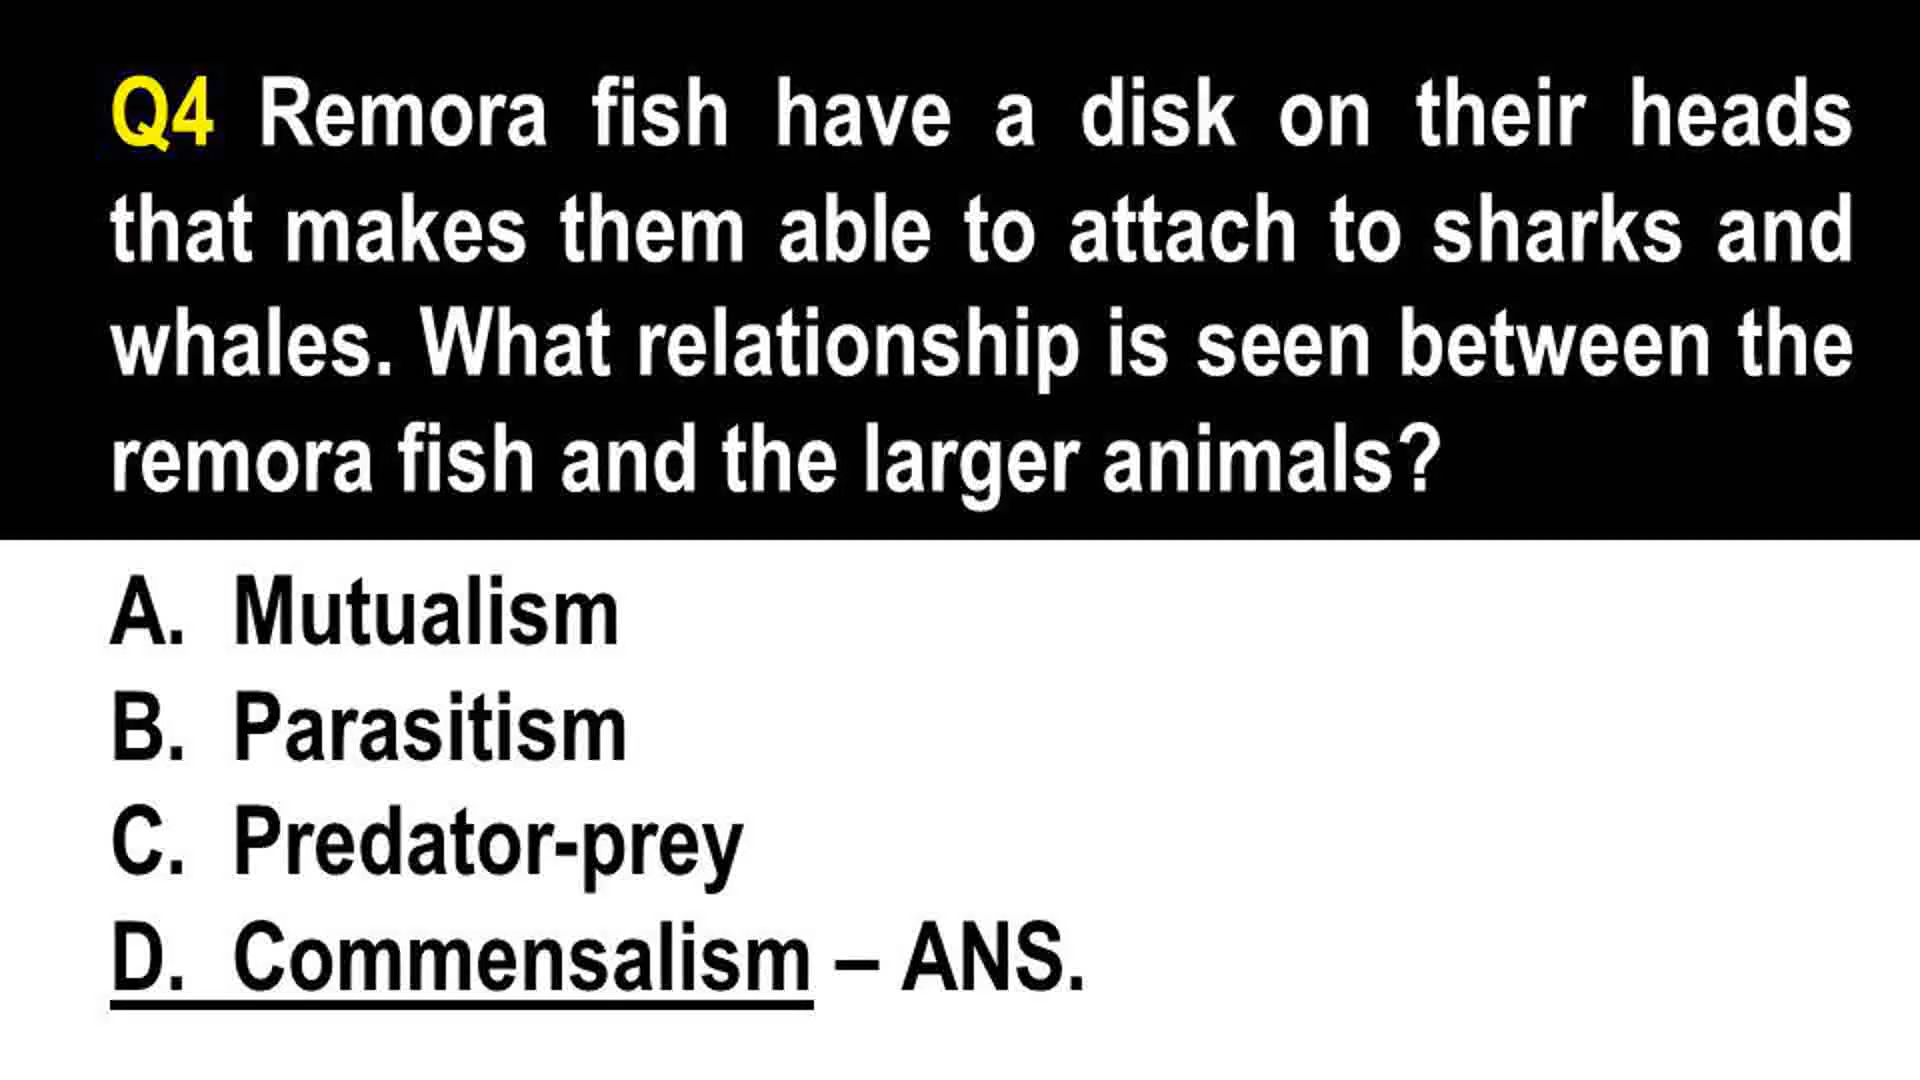 Q4 Remora fish have a disk on their heads
that makes them able to attach to sharks and
whales. What relationship is seen between the
remora fish and the larger animals?
A. Mutualism
B. Parasitism
C. Predator-prey
D. Commensalism – ANS.